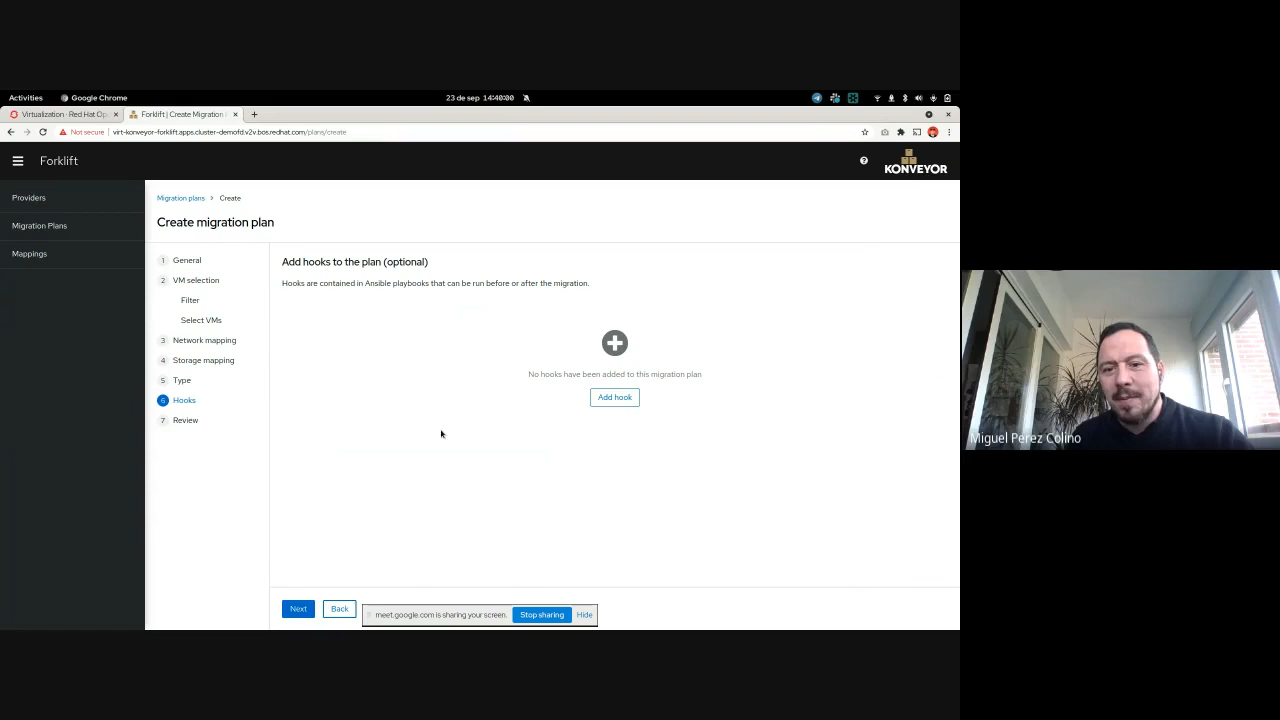 Activities
Google Chrome
23 de sep 14:40:00
Virtualization · Red Hat Op
Forklift | Create Migration
Not secure
virt-konveyor-forklift.apps.cluster-demofd.v2v.bos.redhat.com/plans/create
Forklift
KONVEYOR
Providers
Migration Plans
Mappings
Migration plans > Create
Create migration plan
1 General
2 VM selection
Filter
Select VMs
3 Network mapping
4 Storage mapping
5 Type
6 Hooks
7 Review
Add hooks to the plan (optional)
Hooks are contained in Ansible playbooks that can be run before or after the migration.
No hooks have been added to this migration plan
Add hook
Next
Back
meet.google.com is sharing your screen.
Stop sharing
Hide
Miguel Perez Colino